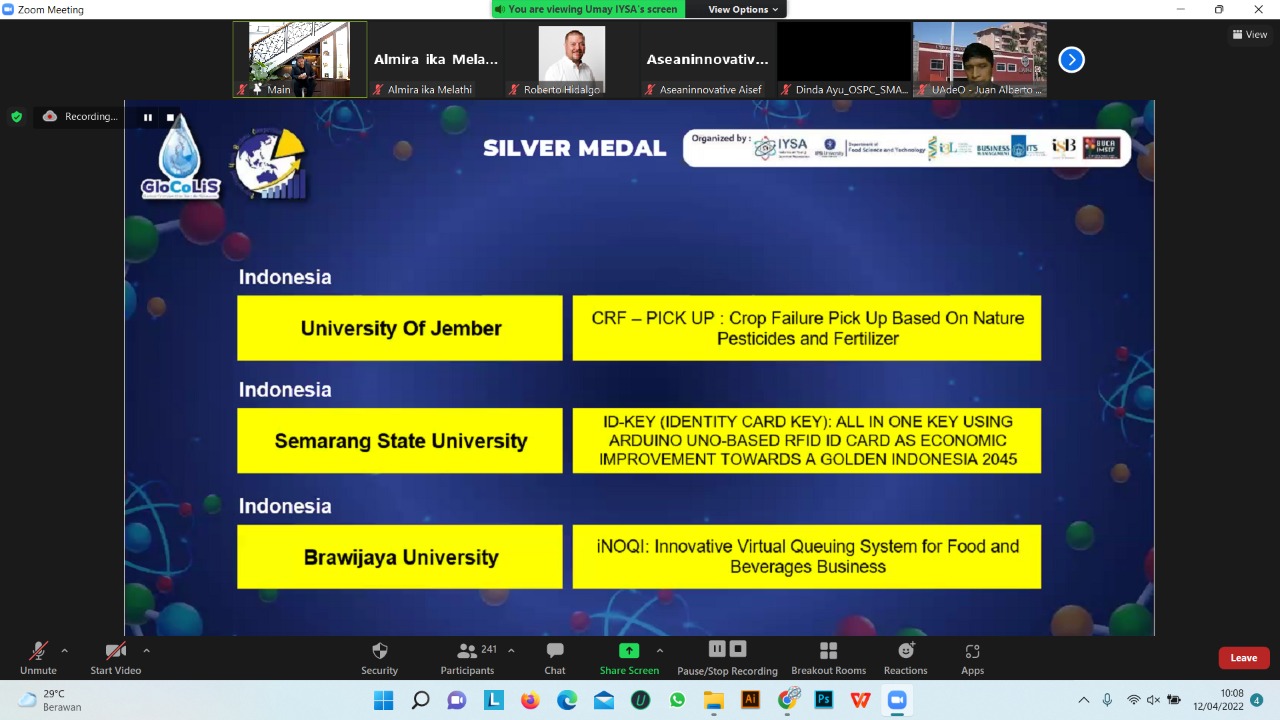 Zoom Meeting
You are viewing Umay IYSA's screen
View Options
View
Almira ika Mela...
Aseaninnovativ...
Main
Almira ika Melathi
Roberto Hidalgo
Aseaninnovative Aisef
Dinda Ayu_OSPC_SMA...
UAdeO - Juan Alberto ...
Recording...
GloCoLiS
SILVER MEDAL
Organized by :
IYSA
Department of
Food Science and Technology
BUSINESS
MANAGEMENT
ITS
iSB
BUCA
IMSEF
Indonesia
University Of Jember
CRF – PICK UP : Crop Failure Pick Up Based On Nature
Pesticides and Fertilizer
Indonesia
Semarang State University
ID-KEY (IDENTITY CARD KEY): ALL IN ONE KEY USING
ARDUINO UNO-BASED RFID ID CARD AS ECONOMIC
IMPROVEMENT TOWARDS A GOLDEN INDONESIA 2045
Indonesia
Brawijaya University
iNOQI: Innovative Virtual Queuing System for Food and
Beverages Business
Unmute
Start Video
Security
Participants
241
Chat
Share Screen
Pause/Stop Recording
Breakout Rooms
Reactions
Apps
Leave
29°C
Berawan
L
U
Ai
Ps
W
10:08
12/04/2022
4